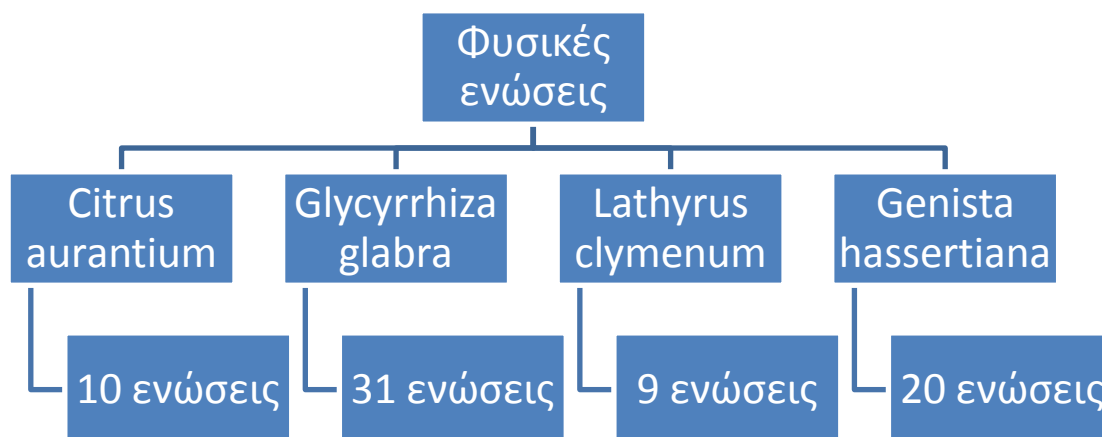 Φυσικές
ενώσεις
Citrus
aurantium
Glycyrrhiza
glabra
Lathyrus
clymenum
Genista
hassertiana
10 ενώσεις
31 ενώσεις
9 ενώσεις
20 ενώσεις